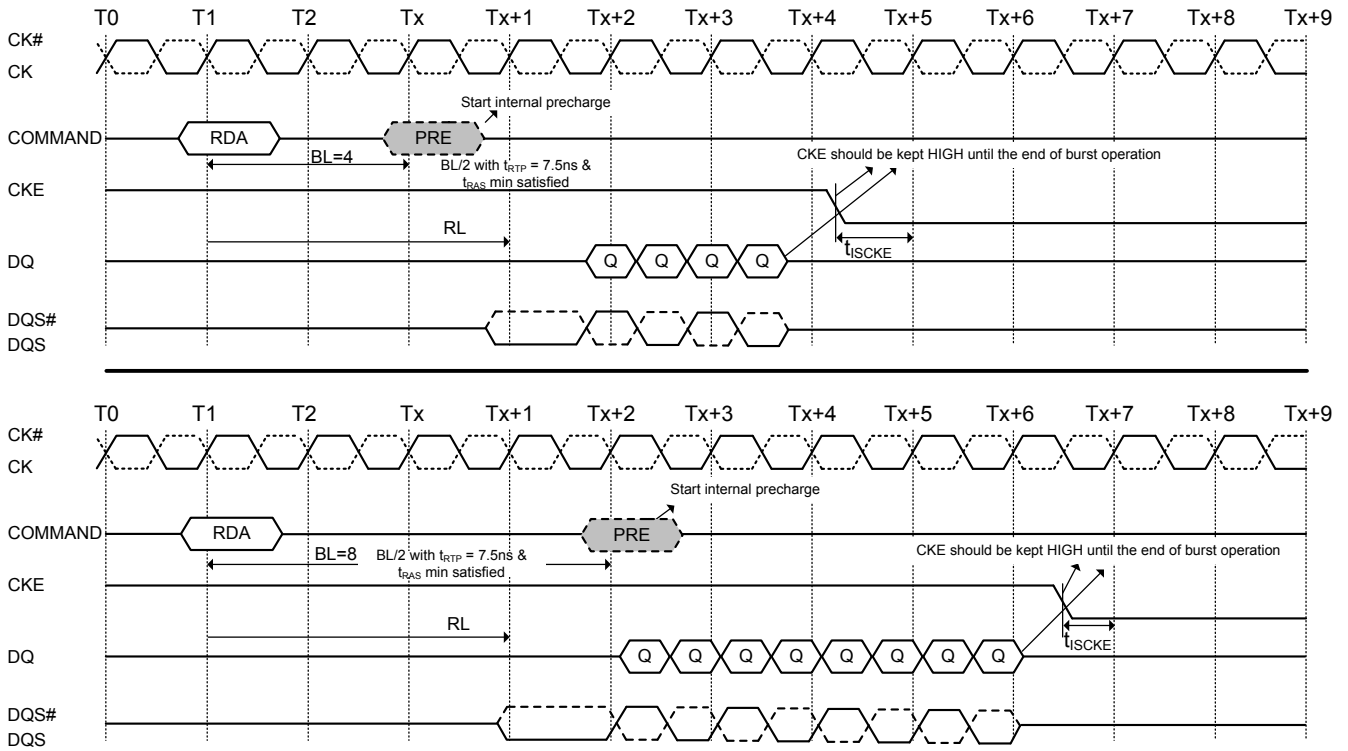 T0 T1 T2 Tx Tx+1 Tx+2 Tx+3 Tx+4 Tx+5 Tx+6 Tx+7 Tx+8 Tx+9
CK#
CK
Start internal precharge
COMMAND RDA PRE
BL=4 BL/2 with tRTP = 7.5ns &
tRAS min satisfied
CKE should be kept HIGH until the end of burst operation
CKE
RL
tISCKE
DQ Q Q Q Q
DQS#
DQS
T0 T1 T2 Tx Tx+1 Tx+2 Tx+3 Tx+4 Tx+5 Tx+6 Tx+7 Tx+8 Tx+9
CK#
CK
Start internal precharge
COMMAND RDA PRE
BL=8 BL/2 with tRTP = 7.5ns &
tRAS min satisfied
CKE should be kept HIGH until the end of burst operation
CKE
RL
tISCKE
DQ Q Q Q Q Q Q Q Q
DQS#
DQS